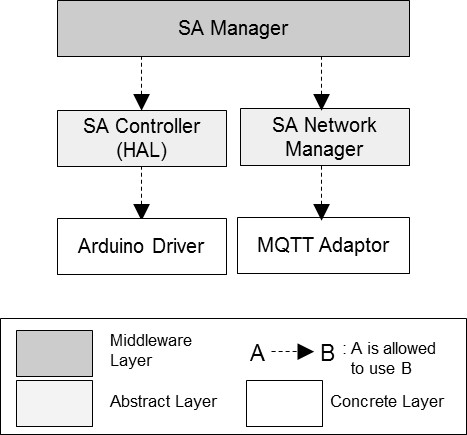 SA Manager
SA Controller
(HAL)
SA Network
Manager
Arduino Driver
MQTT Adaptor
Middleware
Layer
A
B
: A is allowed
to use B
Abstract Layer
Concrete Layer